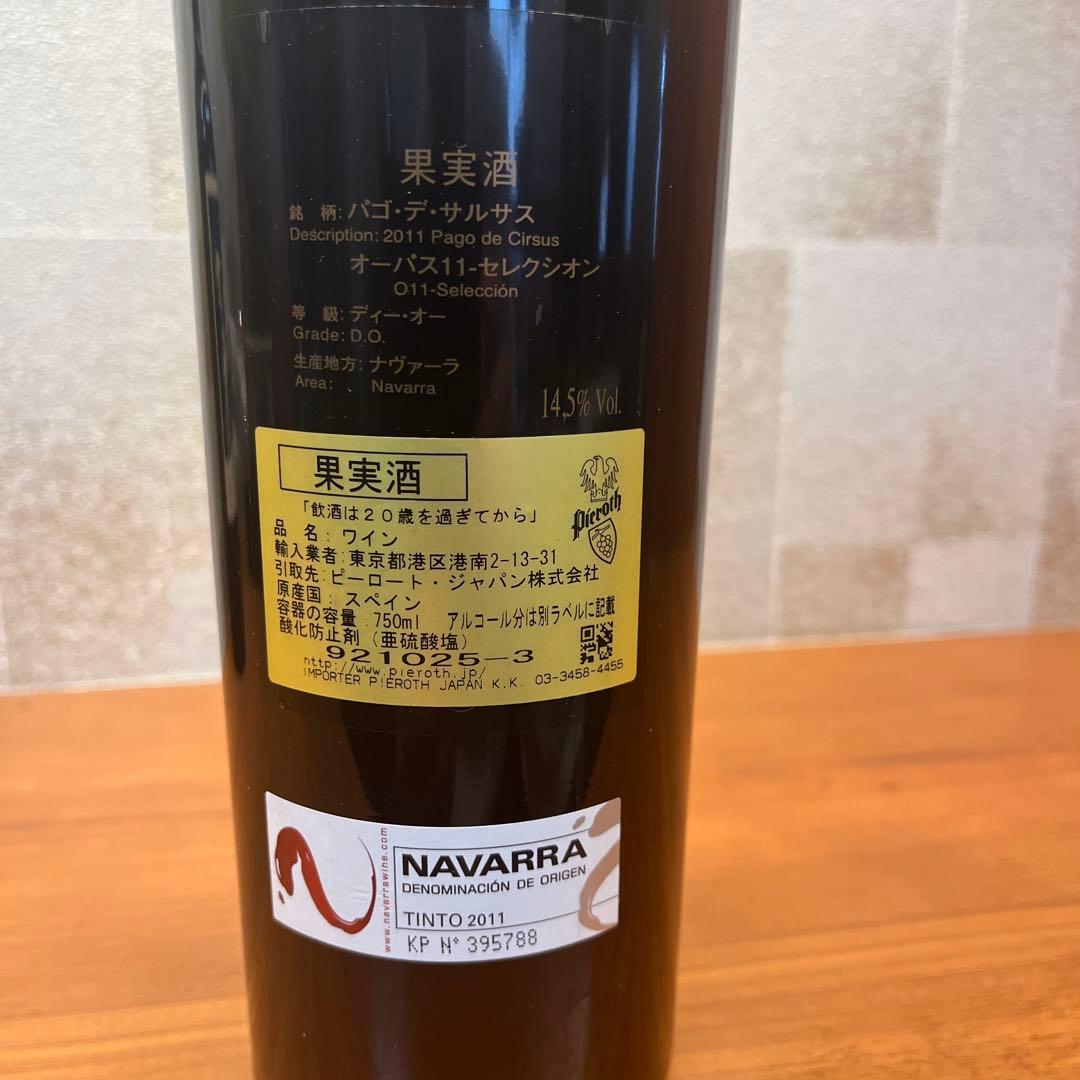 果実酒
銘 柄: パゴ・デ・サルサス
Description: 2011 Pago de Cirsus
オーパス11-セレクシオン
O11-Selección
等 級: ディー・オー
Grade: D.O.
生産地方: ナヴァーラ
Area: Navarra
14,5% Vol.
果実酒
Pieroth
「飲酒は20歳を過ぎてから」
品 名: ワイン
輸入業者:東京都港区港南2-13-31
引取先:ピーロート・ジャパン株式会社
原産国: スペイン
容器の容量:750ml アルコール分は別ラベルに記載
酸化防止剤(亜硫酸塩)
921025-3
http://www.pieroth.jp/
IMPORTER PIEROTH JAPAN K.K. 03-3458-4455
www.navarrawine.com
NAVARRA
DENOMINACIÓN DE ORIGEN
TINTO 2011
KP Nº 395788